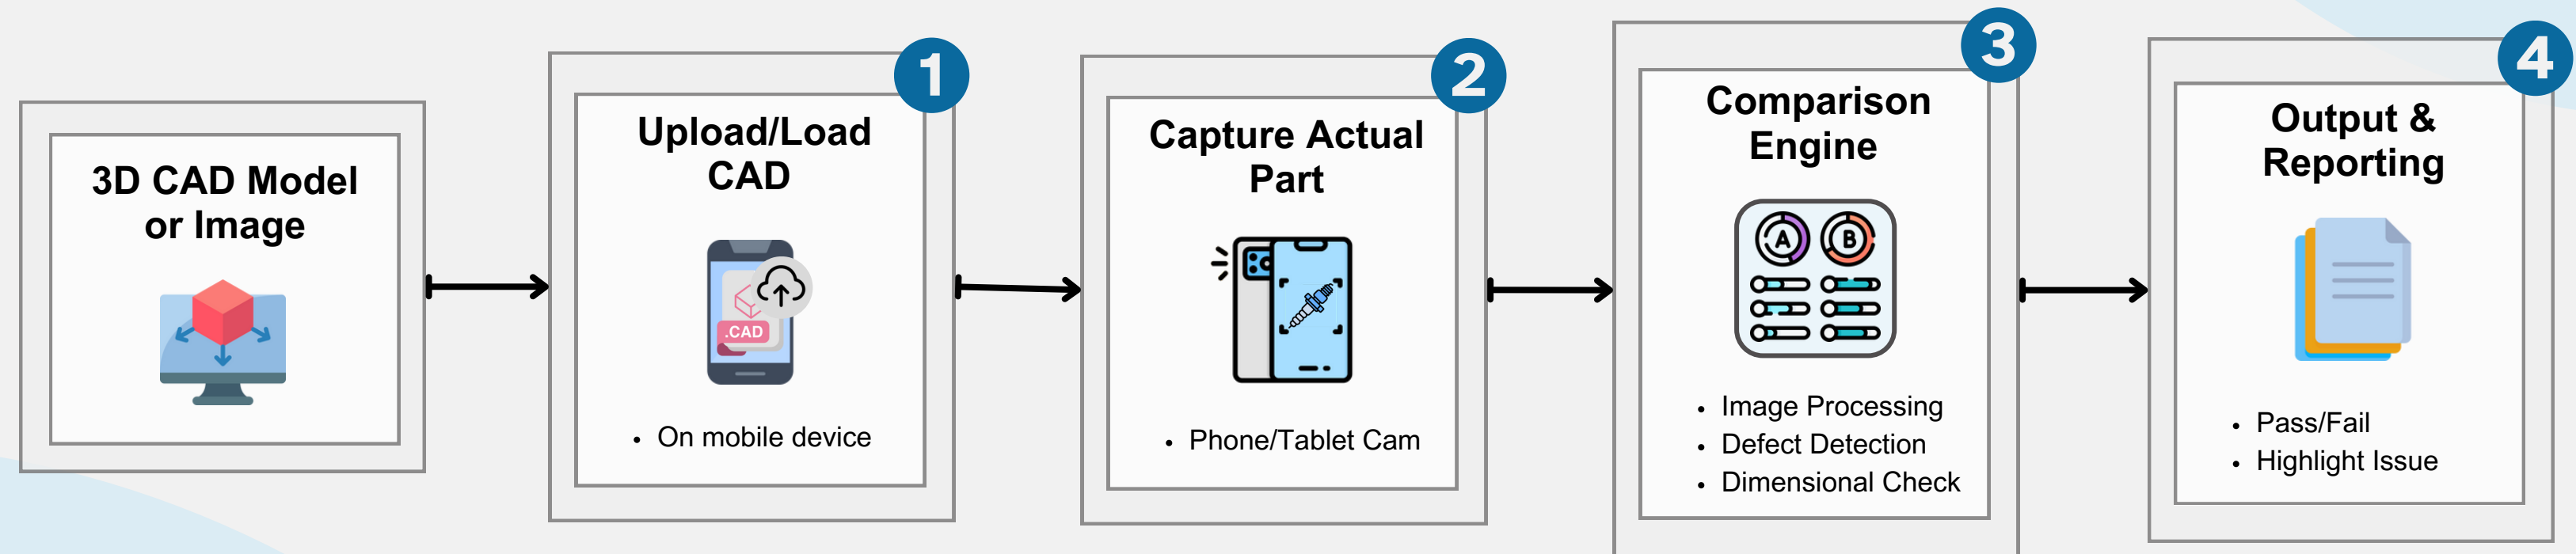 3D CAD Model
or Image
1
Upload/Load
CAD
.CAD
• On mobile device
2
Capture Actual
Part
• Phone/Tablet Cam
3
Comparison
Engine
A B
• Image Processing
• Defect Detection
• Dimensional Check
4
Output &
Reporting
• Pass/Fail
• Highlight Issue